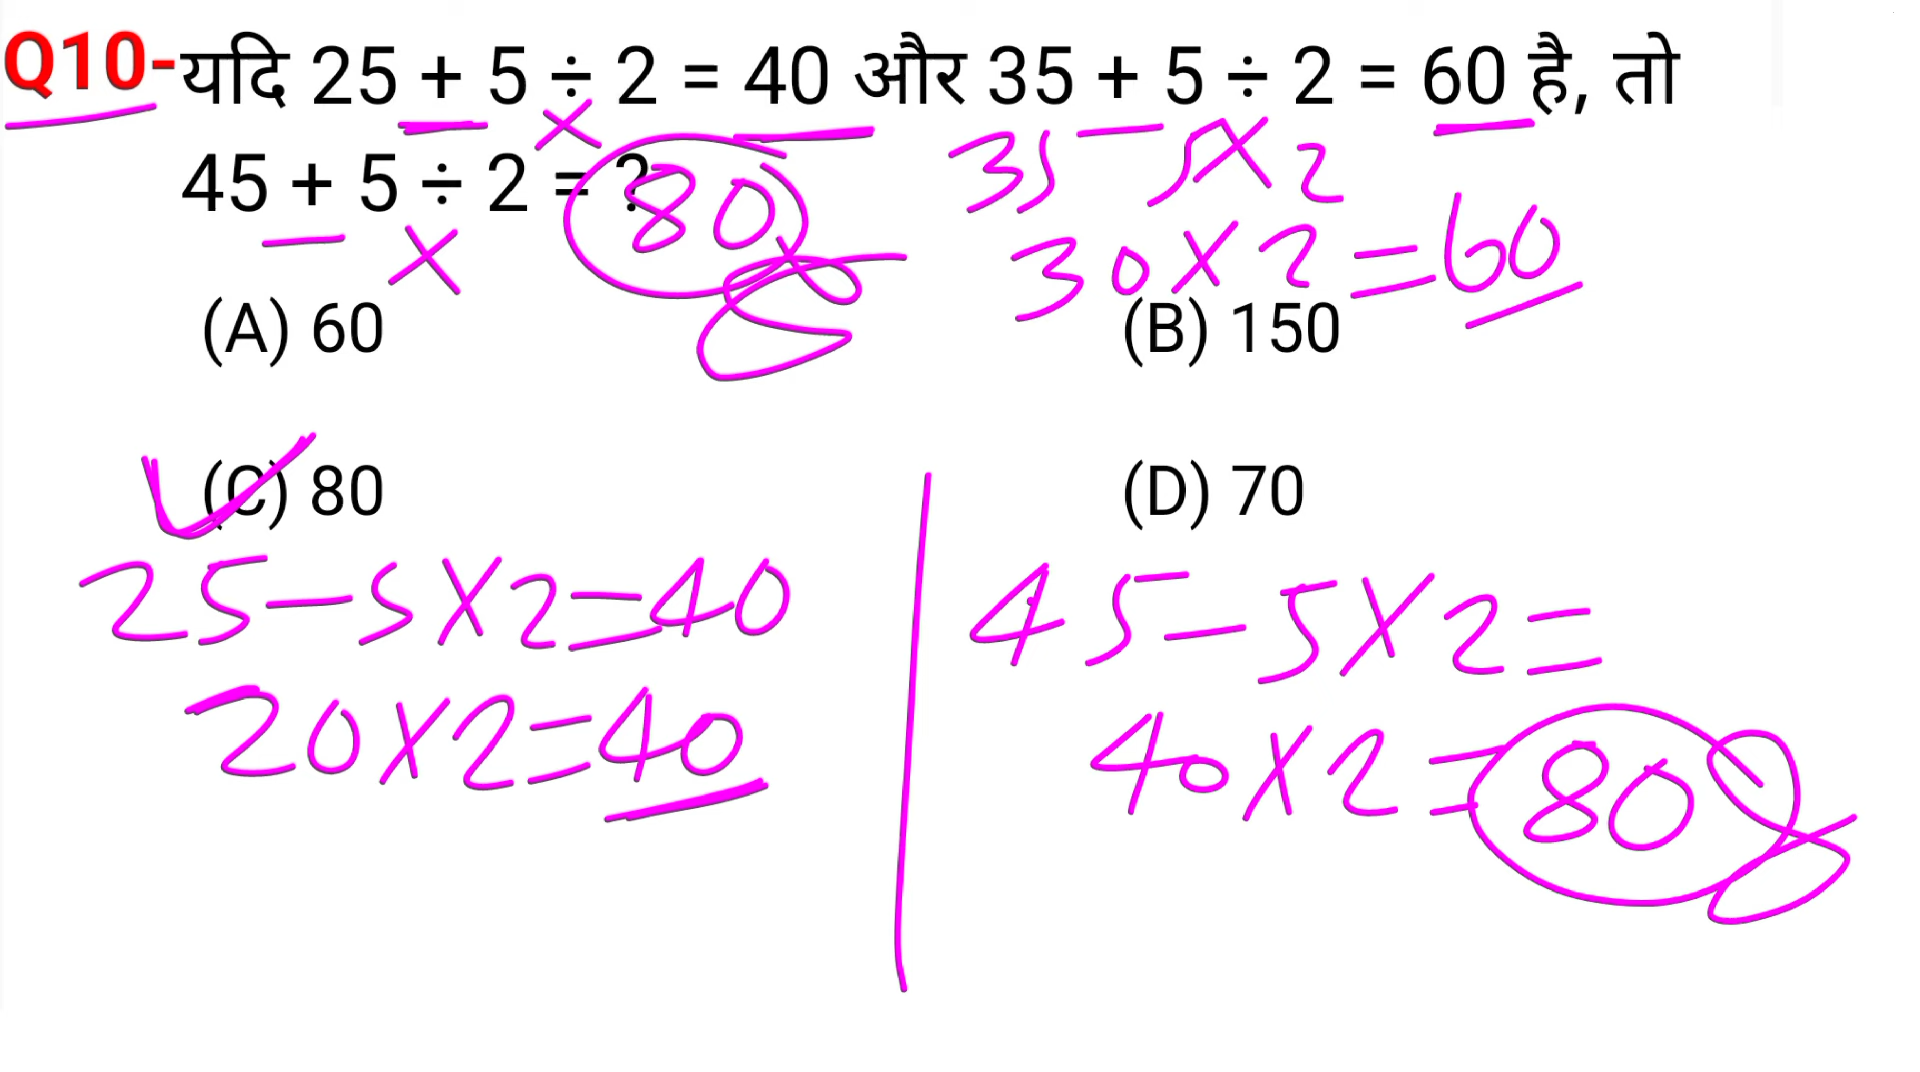 Q10-यदि 25 + 5 ÷ 2 = 40 और 35 + 5 ÷ 2 = 60 है, तो
45 + 5 ÷ 2 = ?
×
80
35 5×2
×
30×2=60
(A) 60
(B) 150
(C) 80
(D) 70
25-5×2=40
20×2=40
45-5×2=
40×2=80